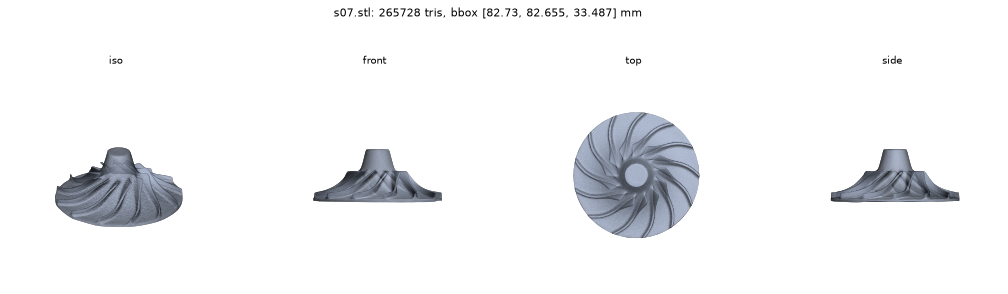 s07.stl: 265728 tris, bbox [82.73, 82.655, 33.487] mm
iso
front
top
side